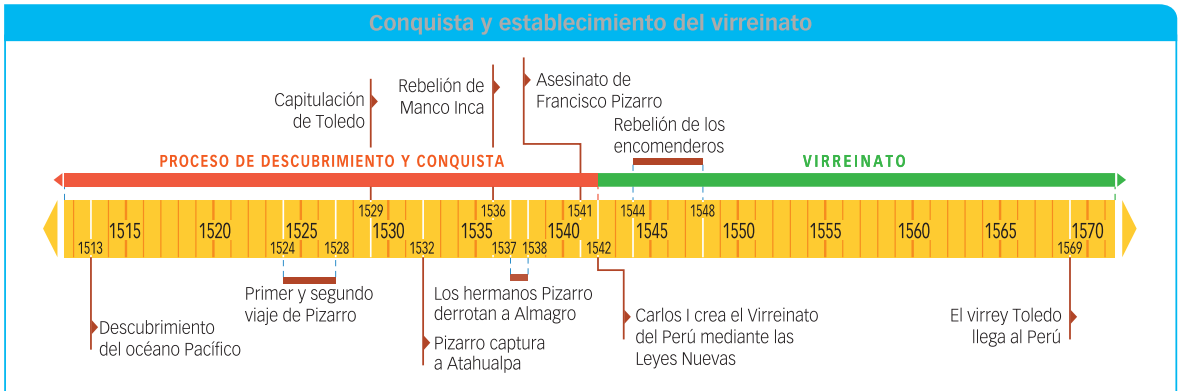 Conquista y establecimiento del virreinato
Capitulación
de Toledo
Rebelión de
Manco Inca
Asesinato de
Francisco Pizarro
Rebelión de los
encomenderos
PROCESO DE DESCUBRIMIENTO Y CONQUISTA
VIRREINATO
1529
1536
1541
1544
1548
1515
1520
1525
1530
1535
1540
1545
1550
1555
1560
1565
1570
1513
1524
1528
1532
1537
1538
1542
1569
Primer y segundo
viaje de Pizarro
Los hermanos Pizarro
derrotan a Almagro
Descubrimiento
del océano Pacífico
Pizarro captura
a Atahualpa
Carlos I crea el Virreinato
del Perú mediante las
Leyes Nuevas
El virrey Toledo
llega al Perú